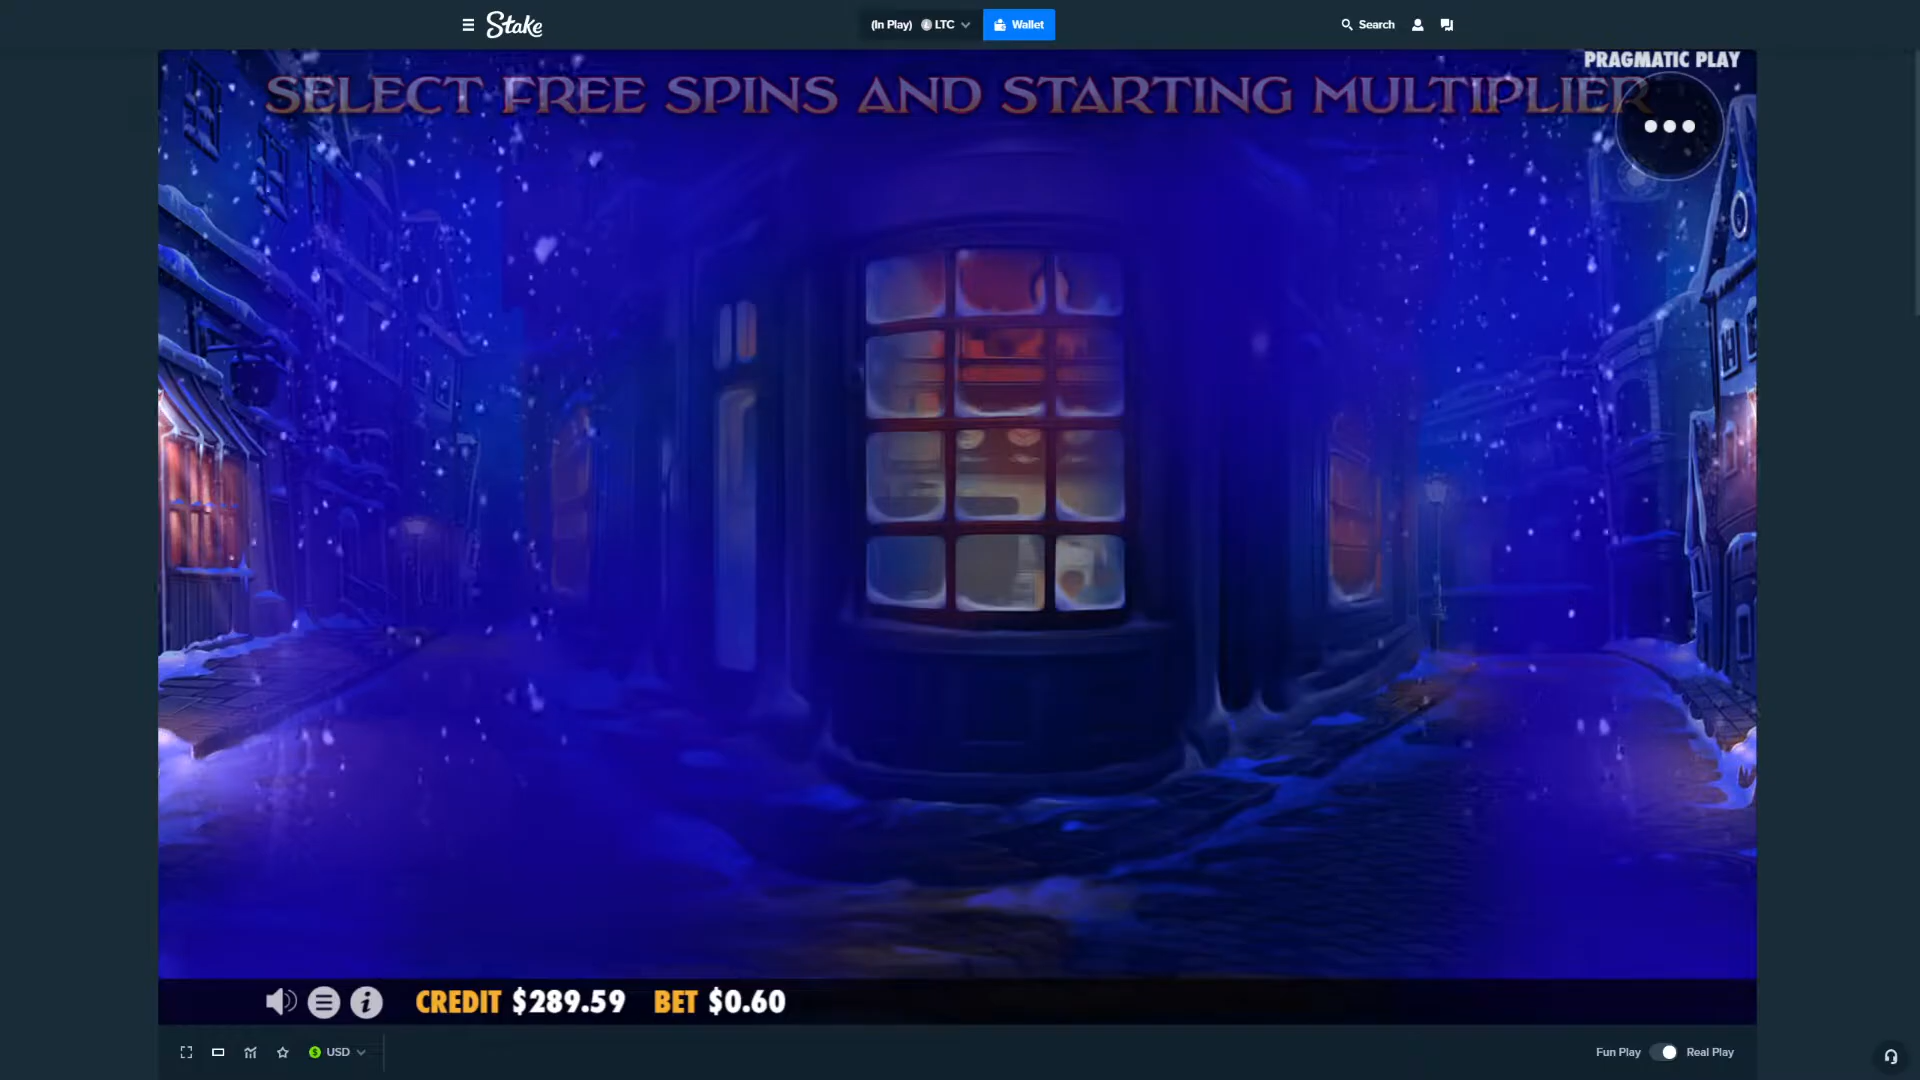 Stake
(In Play) LTC
Wallet
Search
PRAGMATIC PLAY
SELECT FREE SPINS AND STARTING MULTIPLIER
CREDIT $289.59 BET $0.60
USD
Fun Play
Real Play